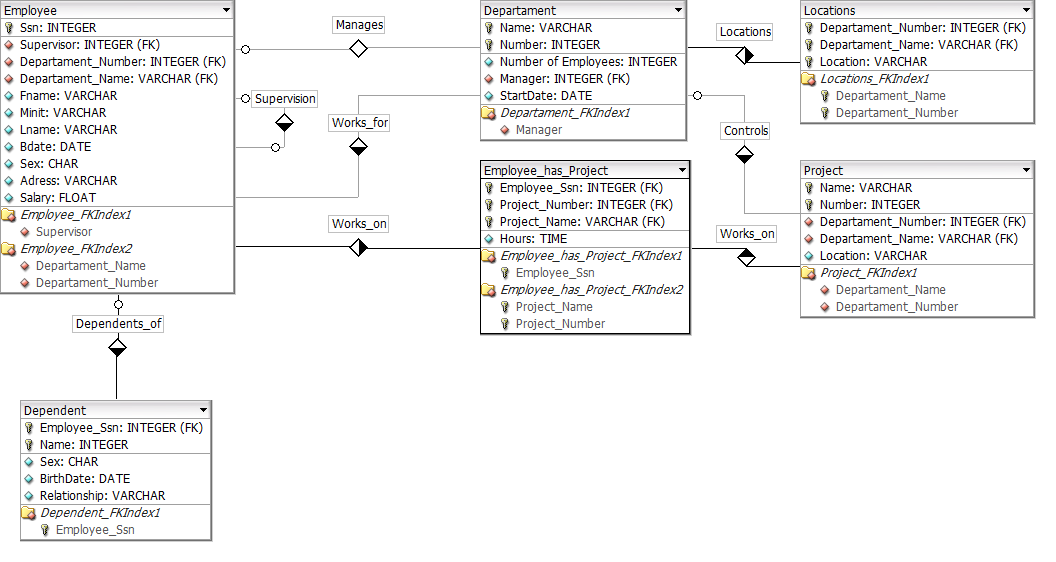 Employee
Ssn: INTEGER
Supervisor: INTEGER (FK)
Departament_Number: INTEGER (FK)
Departament_Name: VARCHAR (FK)
Fname: VARCHAR
Minit: VARCHAR
Lname: VARCHAR
Bdate: DATE
Sex: CHAR
Adress: VARCHAR
Salary: FLOAT
Employee_FKIndex1
Supervisor
Employee_FKIndex2
Departament_Name
Departament_Number
Manages
Supervision
Works_for
Works_on
Dependents_of
Departament
Name: VARCHAR
Number: INTEGER
Number of Employees: INTEGER
Manager: INTEGER (FK)
StartDate: DATE
Departament_FKIndex1
Manager
Locations
Controls
Works_on
Locations
Departament_Number: INTEGER (FK)
Departament_Name: VARCHAR (FK)
Location: VARCHAR
Locations_FKIndex1
Departament_Name
Departament_Number
Employee_has_Project
Employee_Ssn: INTEGER (FK)
Project_Number: INTEGER (FK)
Project_Name: VARCHAR (FK)
Hours: TIME
Employee_has_Project_FKIndex1
Employee_Ssn
Employee_has_Project_FKIndex2
Project_Name
Project_Number
Project
Name: VARCHAR
Number: INTEGER
Departament_Number: INTEGER (FK)
Departament_Name: VARCHAR (FK)
Location: VARCHAR
Project_FKIndex1
Departament_Name
Departament_Number
Dependent
Employee_Ssn: INTEGER (FK)
Name: INTEGER
Sex: CHAR
BirthDate: DATE
Relationship: VARCHAR
Dependent_FKIndex1
Employee_Ssn